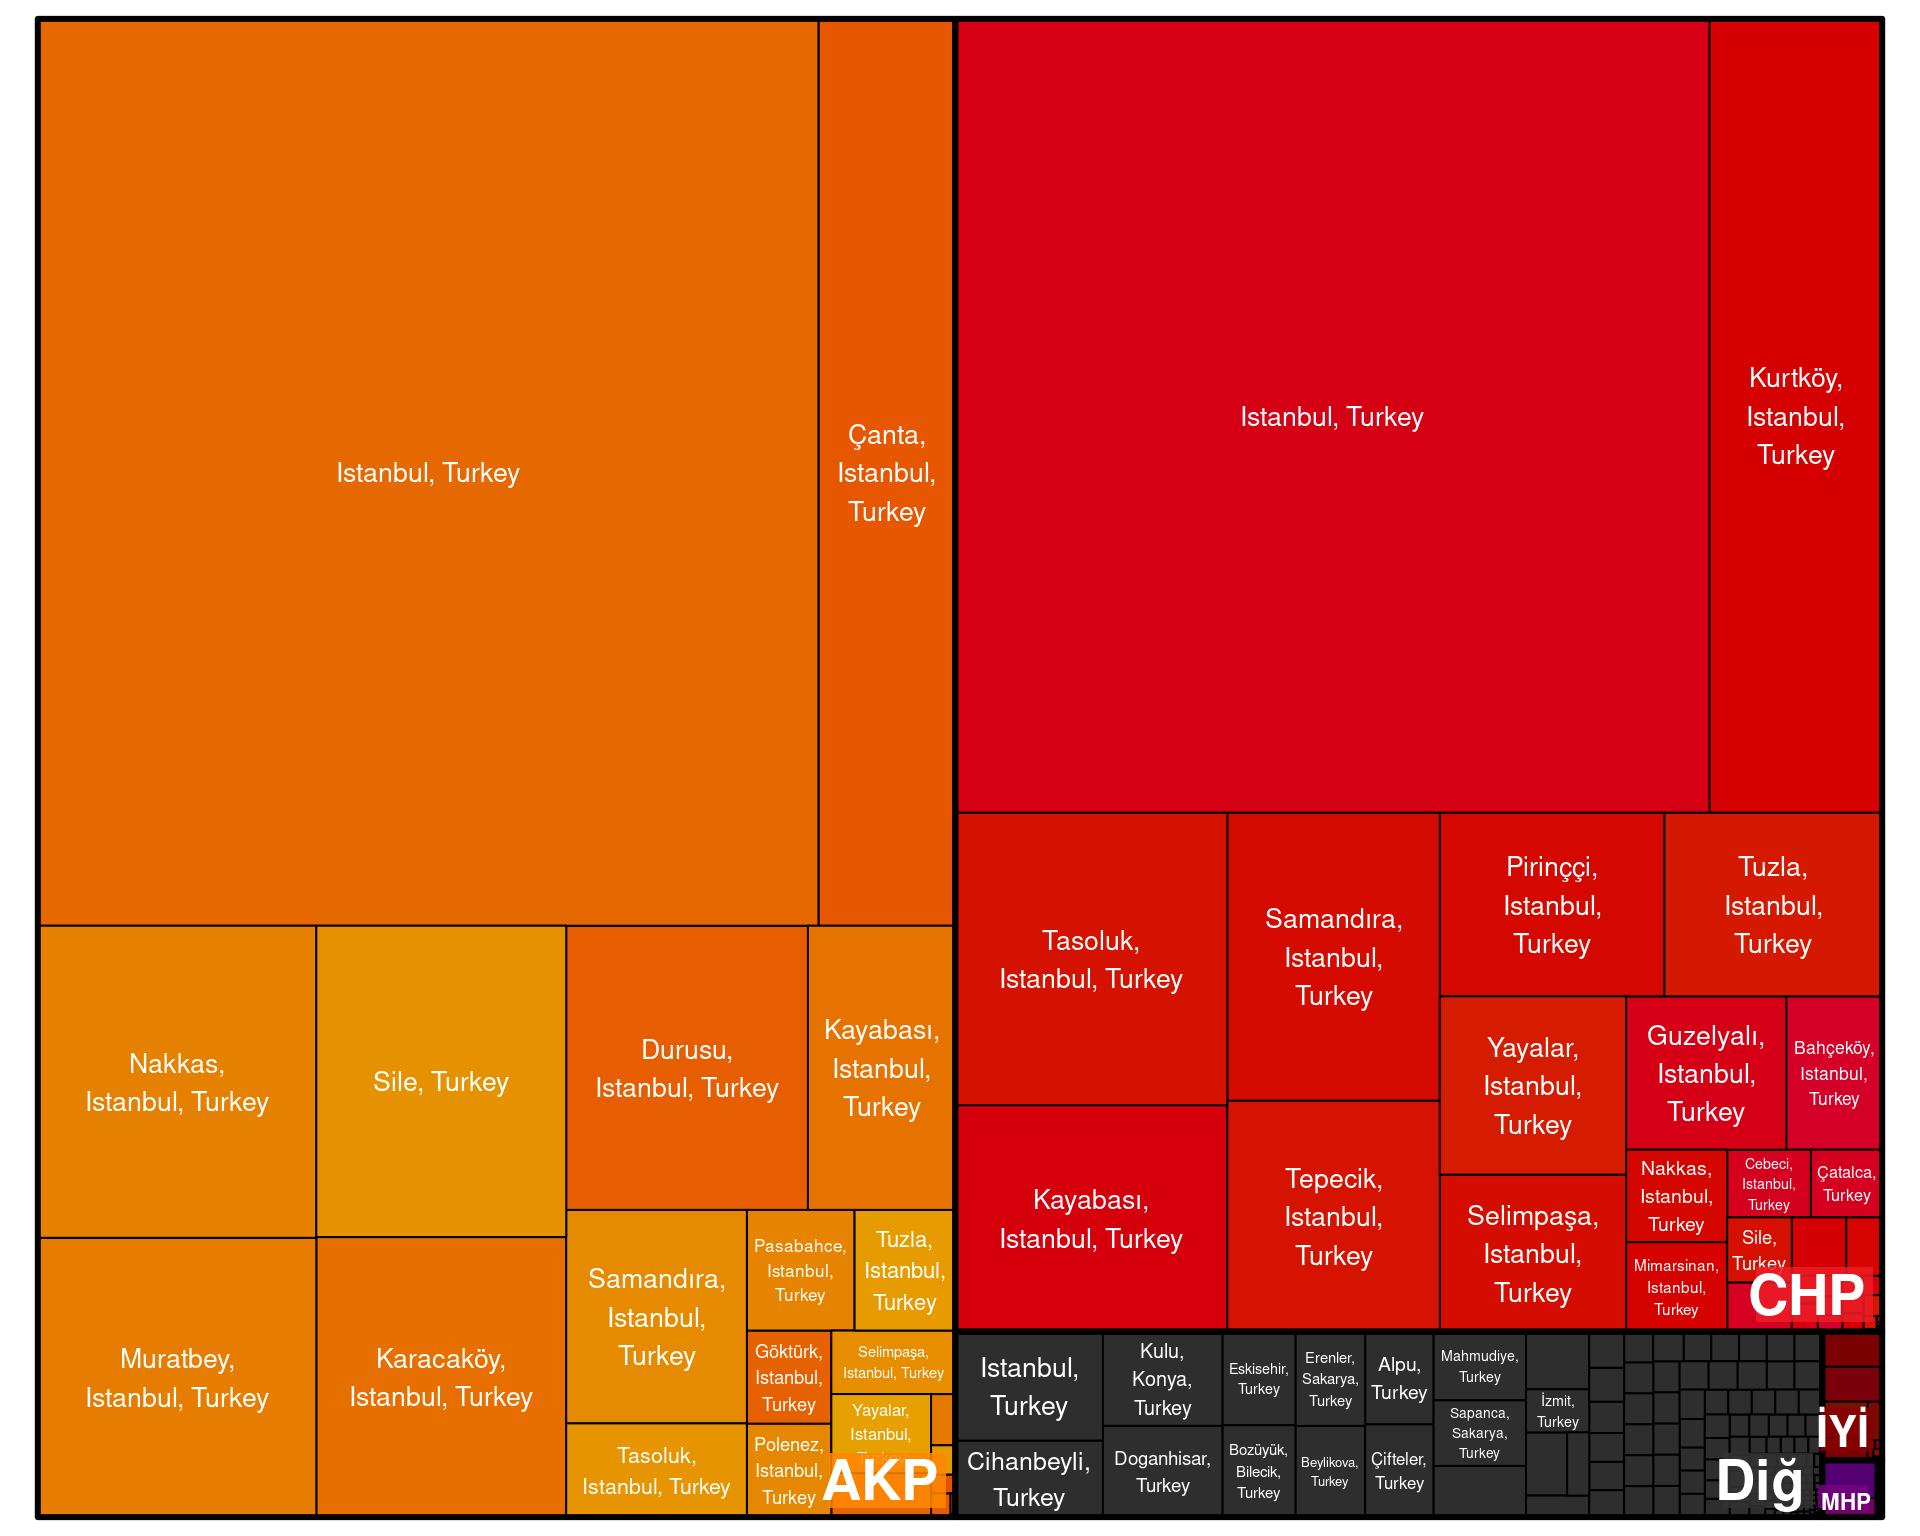 Istanbul, Turkey
Çanta,
Istanbul,
Turkey
Nakkas,
Istanbul, Turkey
Sile, Turkey
Durusu,
Istanbul, Turkey
Kayabası,
Istanbul,
Turkey
Muratbey,
Istanbul, Turkey
Karacaköy,
Istanbul, Turkey
Samandıra,
Istanbul,
Turkey
Pasabahce,
Istanbul,
Turkey
Tuzla,
Istanbul,
Turkey
Göktürk,
Istanbul,
Turkey
Selimpaşa,
Istanbul, Turkey
Tasoluk,
Istanbul, Turkey
Polenez,
Istanbul,
Turkey
Yayalar,
Istanbul,
AKP
Istanbul, Turkey
Kurtköy,
Istanbul,
Turkey
Tasoluk,
Istanbul, Turkey
Samandıra,
Istanbul,
Turkey
Pirinççi,
Istanbul,
Turkey
Tuzla,
Istanbul,
Turkey
Kayabası,
Istanbul, Turkey
Tepecik,
Istanbul,
Turkey
Yayalar,
Istanbul,
Turkey
Guzelyalı,
Istanbul,
Turkey
Bahçeköy,
Istanbul,
Turkey
Selimpaşa,
Istanbul,
Turkey
Nakkas,
Istanbul,
Turkey
Cebeci,
Istanbul,
Turkey
Çatalca,
Turkey
Mimarsinan,
Istanbul,
Turkey
Sile,
Turkey
CHP
Istanbul,
Turkey
Cihanbeyli,
Turkey
Kulu,
Konya,
Turkey
Doganhisar,
Turkey
Eskisehir,
Turkey
Bozüyük,
Bilecik,
Turkey
Erenler,
Sakarya,
Turkey
Beylikova,
Turkey
Alpu,
Turkey
Çifteler,
Turkey
Mahmudiye,
Turkey
Sapanca,
Sakarya,
Turkey
İzmit,
Turkey
Diğ
İYİ
MHP